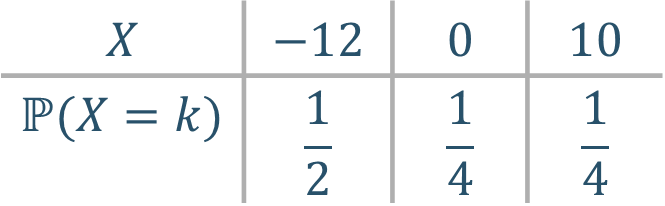 X −12 0 10
ℙ(X = k) 1/2 1/4 1/4